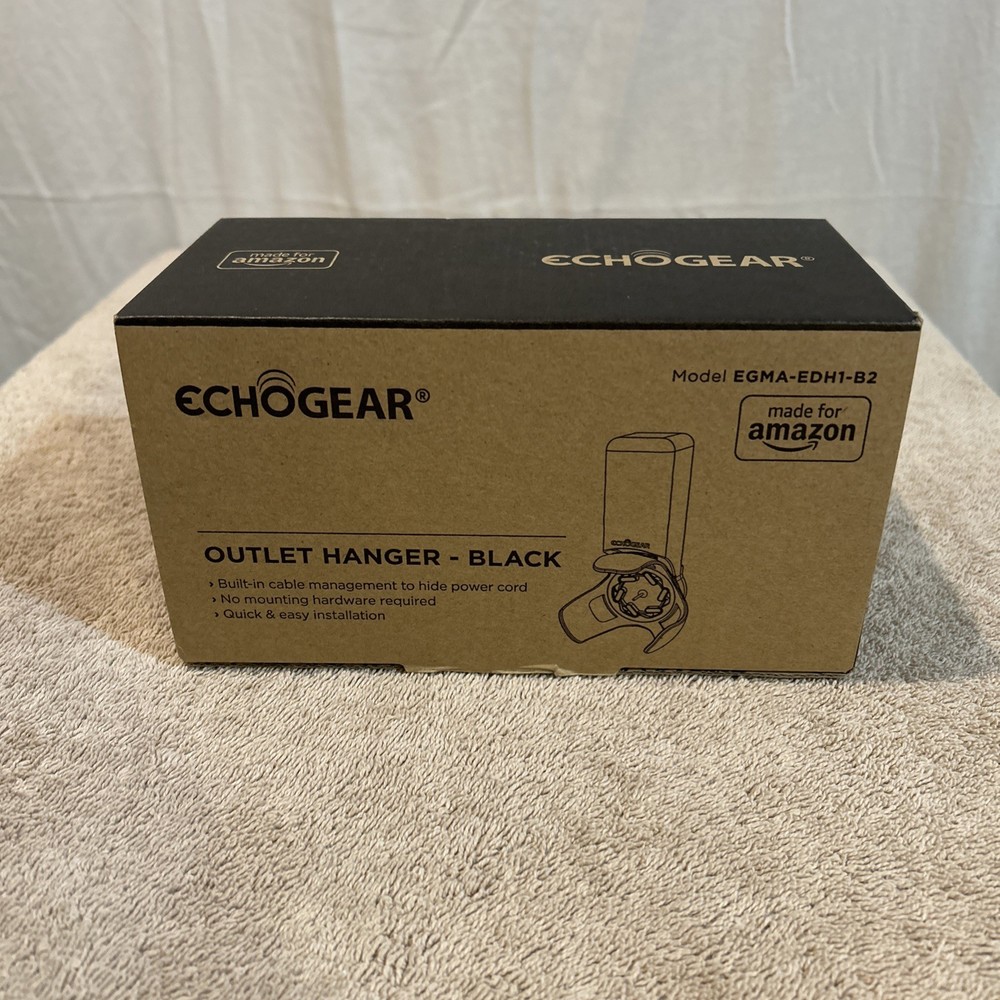 made for
amazon
ECHOGEAR®
ECHOGEAR®
Model EGMA-EDH1-B2
made for
amazon
ECHOGEAR
OUTLET HANGER - BLACK
› Built-in cable management to hide power cord
› No mounting hardware required
› Quick & easy installation